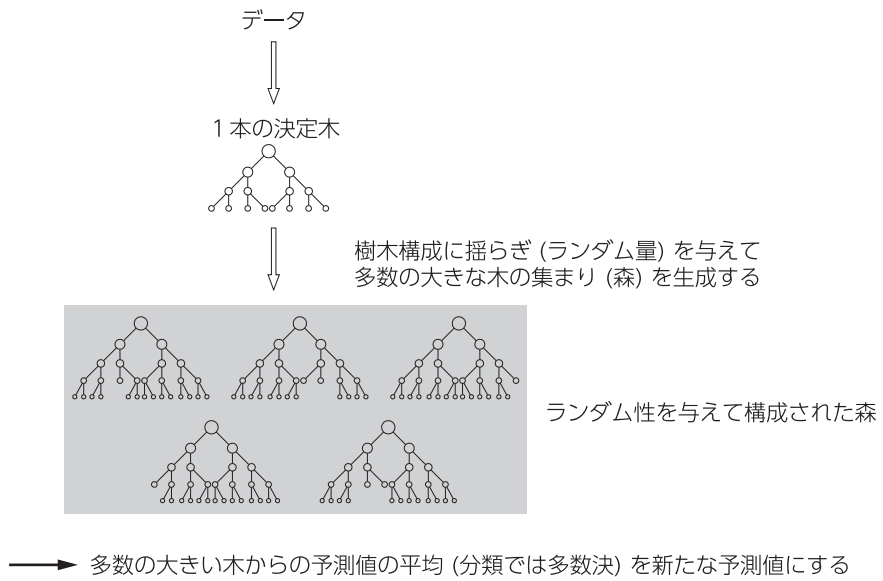 データ
1本の決定木
樹木構成に揺らぎ (ランダム量) を与えて
多数の大きな木の集まり (森) を生成する
ランダム性を与えて構成された森
多数の大きい木からの予測値の平均 (分類では多数決) を新たな予測値にする